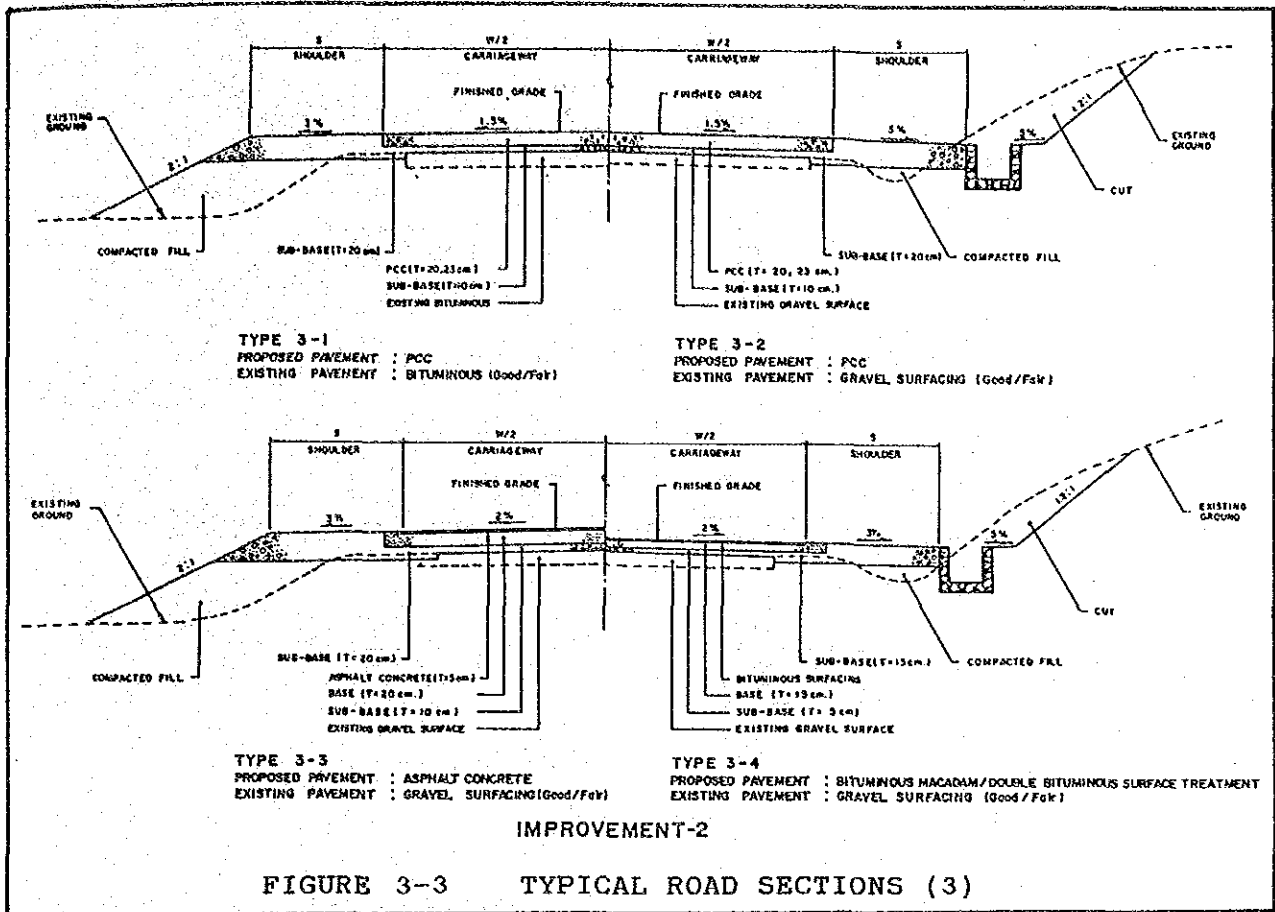 S W/2 W/2 S
SHOULDER CARRIAGEWAY CARRIAGEWAY SHOULDER
FINISHED GRADE FINISHED GRADE
EXISTING GROUND
3% 1.5% 1.5% 3% 5%
2:1
EXISTING GROUND
CUT
COMPACTED FILL
SUB-BASE (T=20 cm)
PCC (T=20,23 cm.)
SUB-BASE (T=10 cm)
EXISTING BITUMINOUS
SUB-BASE (T=20 cm)
COMPACTED FILL
PCC (T= 20, 23 cm.)
SUB-BASE (T=10 cm.)
EXISTING GRAVEL SURFACE
TYPE 3-1
PROPOSED PAVEMENT : PCC
EXISTING PAVEMENT : BITUMINOUS (Good/Fair)
TYPE 3-2
PROPOSED PAVEMENT : PCC
EXISTING PAVEMENT : GRAVEL SURFACING (Good/Fair)
S W/2 W/2 S
SHOULDER CARRIAGEWAY CARRIAGEWAY SHOULDER
FINISHED GRADE FINISHED GRADE
EXISTING GROUND
3% 2% 2% 3% 5%
2:1
EXISTING GROUND
CUT
COMPACTED FILL
SUB-BASE (T=20 cm)
ASPHALT CONCRETE (T=5cm)
BASE (T=20 cm.)
SUB-BASE (T=10 cm)
EXISTING GRAVEL SURFACE
SUB-BASE (T=15cm.)
COMPACTED FILL
BITUMINOUS SURFACING
BASE (T=15 cm.)
SUB-BASE (T= 5 cm)
EXISTING GRAVEL SURFACE
TYPE 3-3
PROPOSED PAVEMENT : ASPHALT CONCRETE
EXISTING PAVEMENT : GRAVEL SURFACING (Good/Fair)
TYPE 3-4
PROPOSED PAVEMENT : BITUMINOUS MACADAM/DOUBLE BITUMINOUS SURFACE TREATMENT
EXISTING PAVEMENT : GRAVEL SURFACING (Good/Fair)
IMPROVEMENT-2
FIGURE 3-3 TYPICAL ROAD SECTIONS (3)